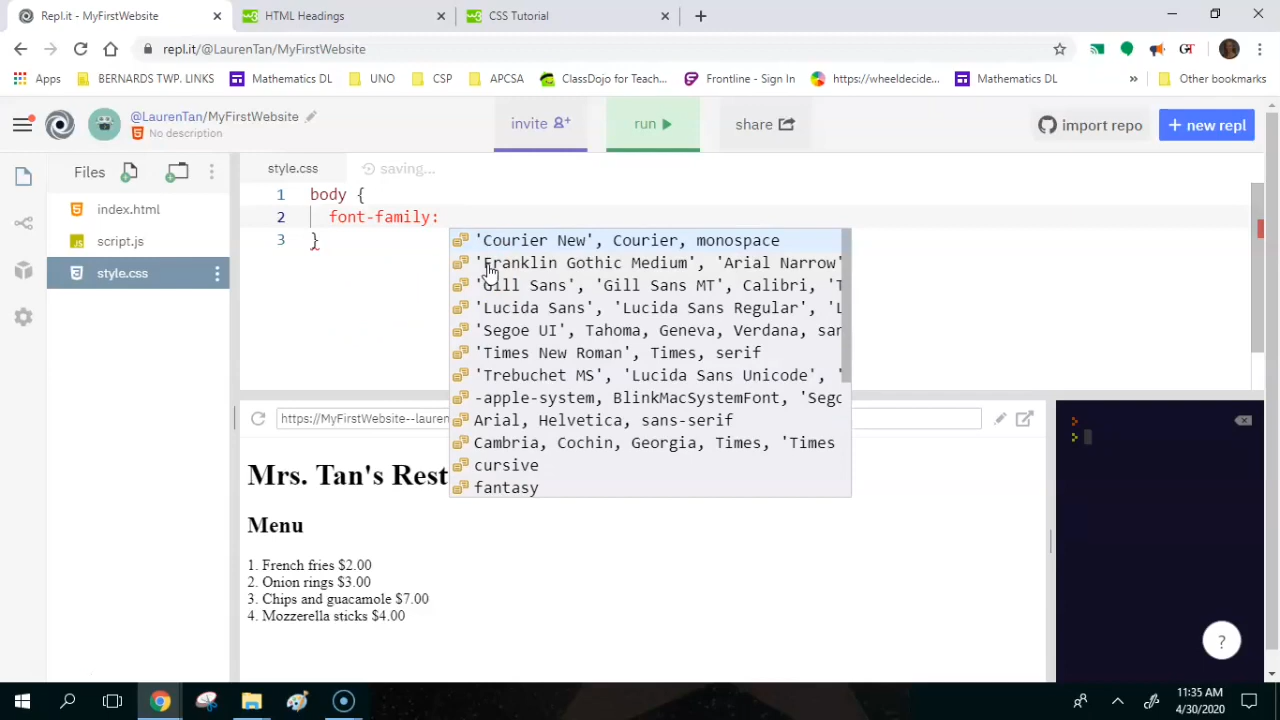 Repl.it - MyFirstWebsite
HTML Headings
CSS Tutorial
repl.it/@LaurenTan/MyFirstWebsite
Apps
BERNARDS TWP. LINKS
Mathematics DL
UNO
CSP
APCSA
ClassDojo for Teach...
Frontline - Sign In
https://wheeldecide...
Mathematics DL
»
Other bookmarks
@LaurenTan/MyFirstWebsite
No description
invite
run
share
import repo
+ new repl
Files
style.css
saving...
index.html
script.js
style.css
1 body {
2 font-family:
3 }
'Courier New', Courier, monospace
'Franklin Gothic Medium', 'Arial Narrow'
'Gill Sans', 'Gill Sans MT', Calibri, 'T
'Lucida Sans', 'Lucida Sans Regular', 'L
'Segoe UI', Tahoma, Geneva, Verdana, san
'Times New Roman', Times, serif
'Trebuchet MS', 'Lucida Sans Unicode', '
-apple-system, BlinkMacSystemFont, 'Sego
Arial, Helvetica, sans-serif
Cambria, Cochin, Georgia, Times, 'Times
cursive
fantasy
https://MyFirstWebsite--lauren
Mrs. Tan's Rest
Menu
1. French fries $2.00
2. Onion rings $3.00
3. Chips and guacamole $7.00
4. Mozzerella sticks $4.00
?
11:35 AM
4/30/2020